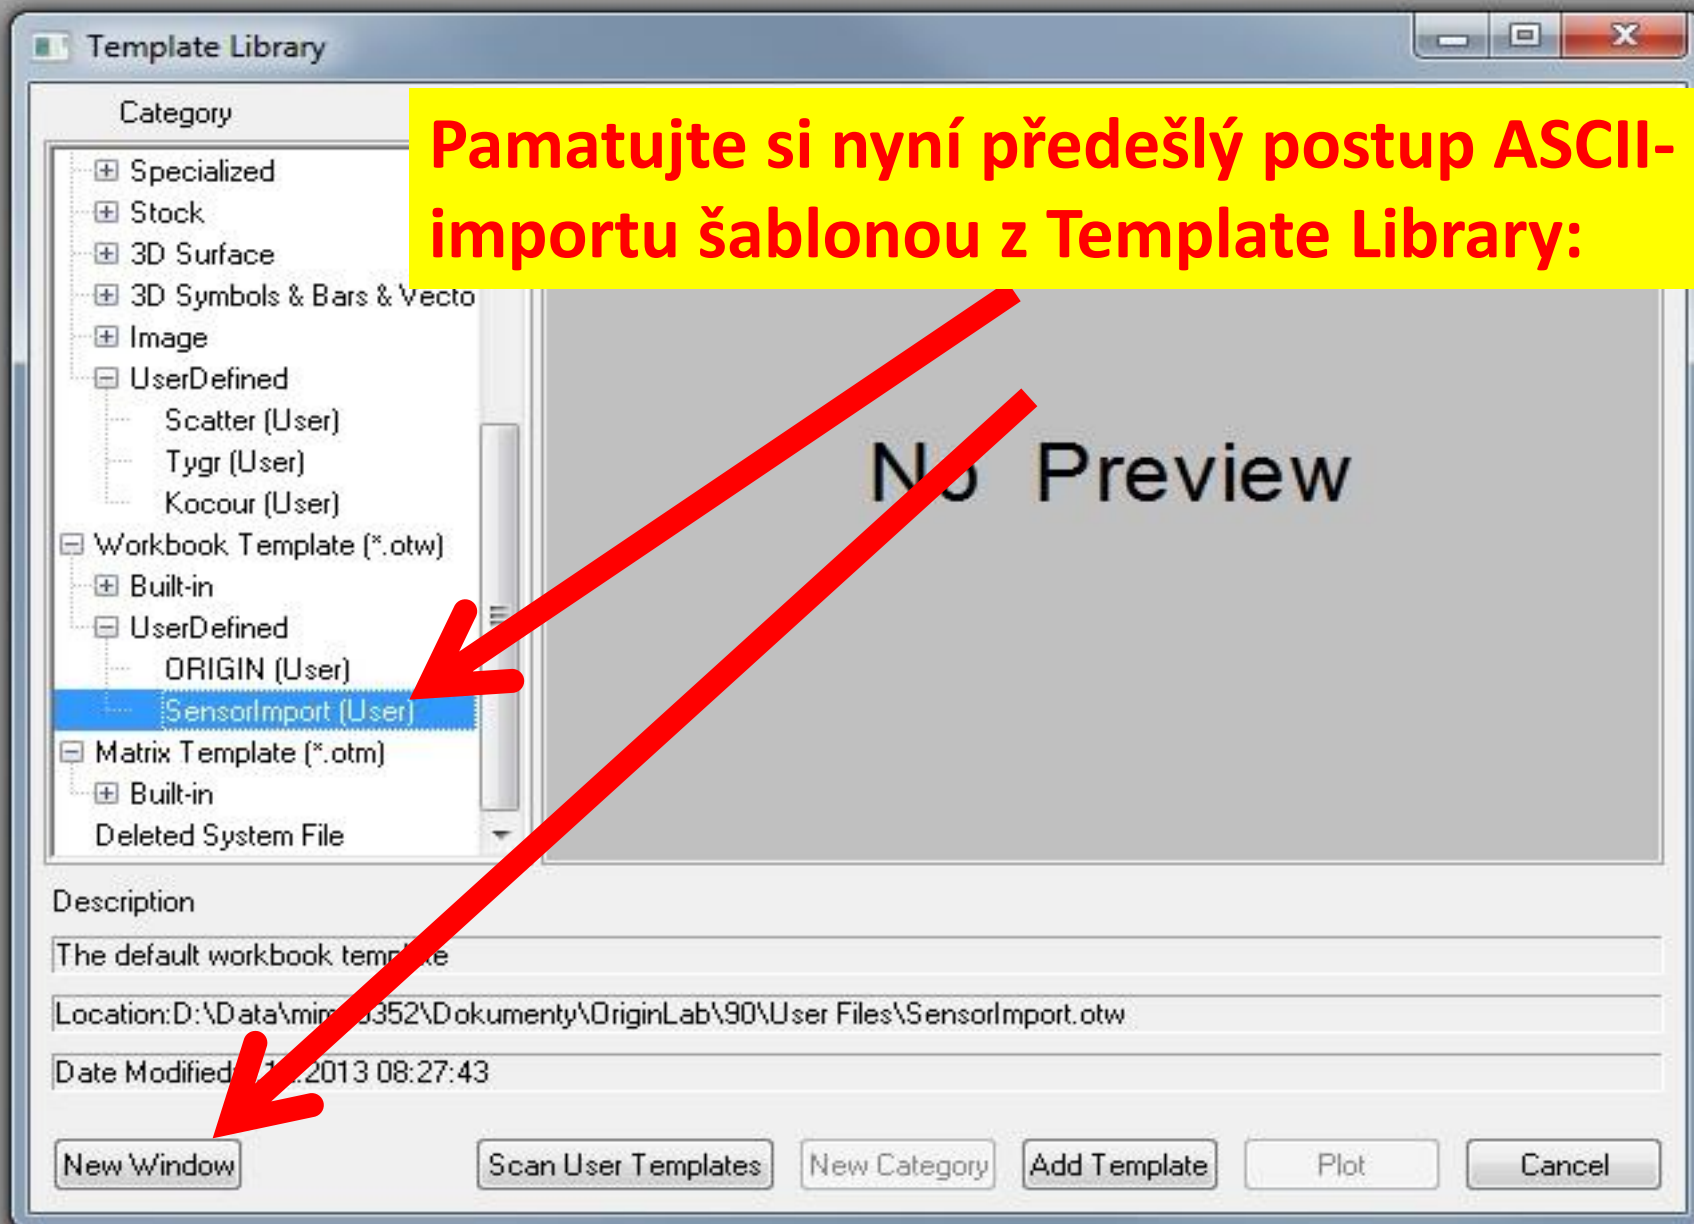 Template Library
Category
Pamatujte si nyní předešlý postup ASCII-
importu šablonou z Template Library:
Specialized
Stock
3D Surface
3D Symbols & Bars & Vecto
Image
UserDefined
Scatter (User)
Tygr (User)
Kocour (User)
Workbook Template (*.otw)
Built-in
UserDefined
ORIGIN (User)
SensorImport (User)
Matrix Template (*.otm)
Built-in
Deleted System File
No Preview
Description
The default workbook template
Location:D:\Data\mim 352\Dokumenty\OriginLab\90\User Files\SensorImport.otw
Date Modified: 2013 08:27:43
New Window
Scan User Templates
New Category
Add Template
Plot
Cancel